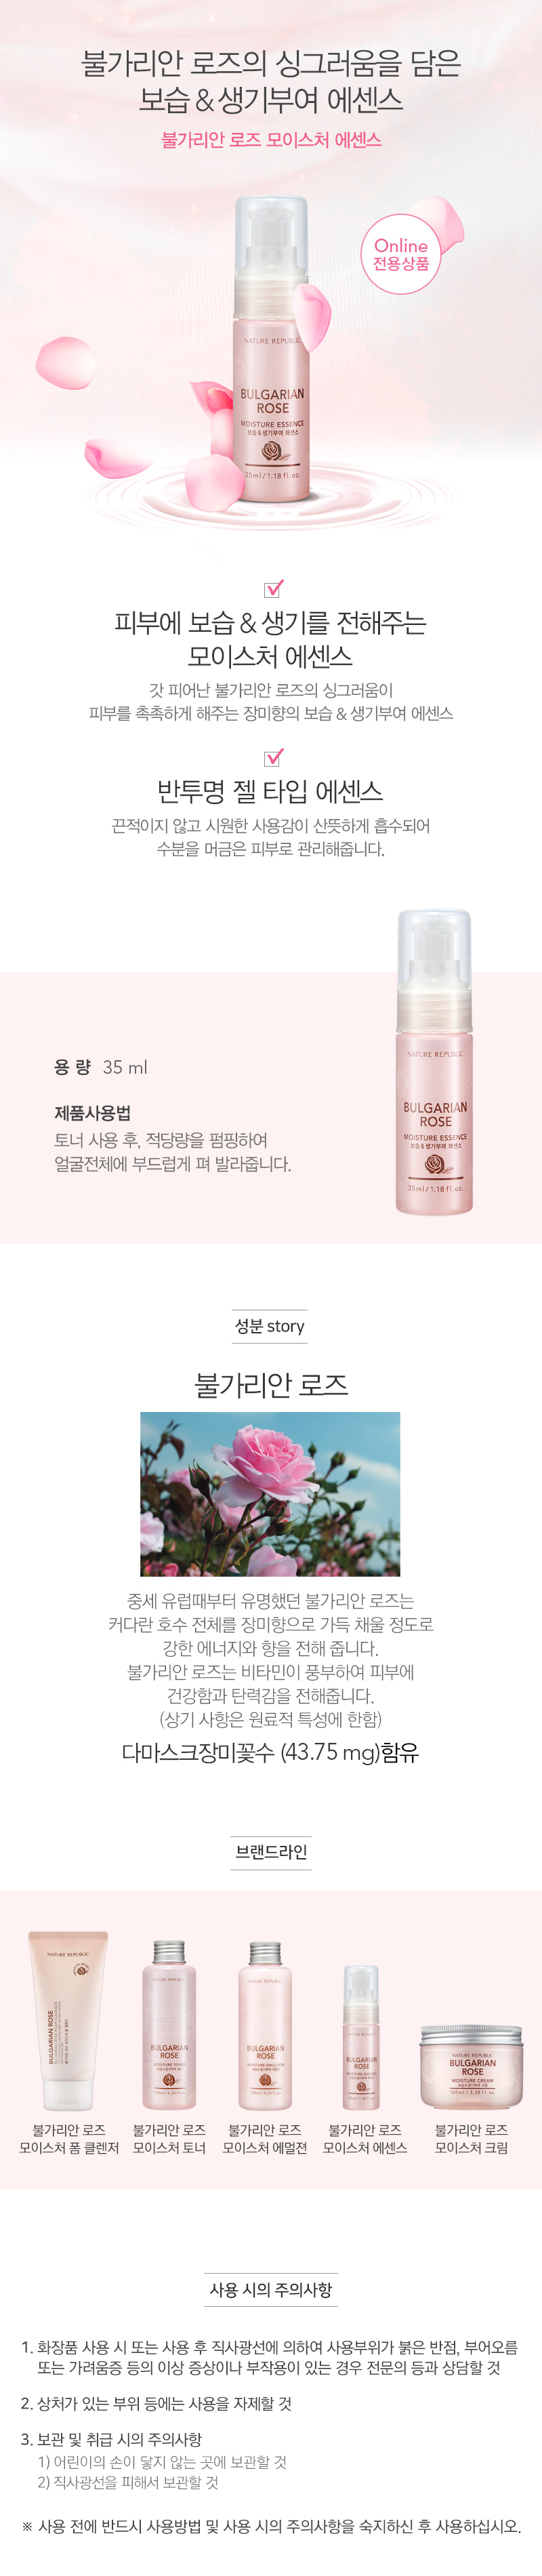 불가리안 로즈의 싱그러움을 담은
보습 & 생기부여 에센스
불가리안 로즈 모이스처 에센스
Online
전용상품
NATURE REPUBLIC
BULGARIAN
ROSE
MOISTURE ESSENCE
보습 & 생기부여 에센스
35ml / 1.18 fl.oz.
피부에 보습 & 생기를 전해주는
모이스처 에센스
갓 피어난 불가리안 로즈의 싱그러움이
피부를 촉촉하게 해주는 장미향의 보습 & 생기부여 에센스
반투명 젤 타입 에센스
끈적이지 않고 시원한 사용감이 산뜻하게 흡수되어
수분을 머금은 피부로 관리해줍니다.
NATURE REPUBLIC
BULGARIAN
ROSE
MOISTURE ESSENCE
보습 & 생기부여 에센스
35ml / 1.18 fl.oz.
용 량 35 ml
제품사용법
토너 사용 후, 적당량을 펌핑하여
얼굴전체에 부드럽게 펴 발라줍니다.
성분 story
불가리안 로즈
중세 유럽때부터 유명했던 불가리안 로즈는
커다란 호수 전체를 장미향으로 가득 채울 정도로
강한 에너지와 향을 전해 줍니다.
불가리안 로즈는 비타민이 풍부하여 피부에
건강함과 탄력감을 전해줍니다.
(상기 사항은 원료적 특성에 한함)
다마스크장미꽃수 (43.75 mg)함유
브랜드라인
NATURE REPUBLIC
BULGARIAN ROSE
NATURE REPUBLIC
BULGARIAN
ROSE
MOISTURE TONER
NATURE REPUBLIC
BULGARIAN
ROSE
MOISTURE EMULSION
BULGARIAN
ROSE
MOISTURE ESSENCE
NATURE REPUBLIC
BULGARIAN
ROSE
MOISTURE CREAM
100ml / 3.38 fl.oz.
불가리안 로즈
모이스처 폼 클렌저
불가리안 로즈
모이스처 토너
불가리안 로즈
모이스처 에멀젼
불가리안 로즈
모이스처 에센스
불가리안 로즈
모이스처 크림
사용 시의 주의사항
1. 화장품 사용 시 또는 사용 후 직사광선에 의하여 사용부위가 붉은 반점, 부어오름
또는 가려움증 등의 이상 증상이나 부작용이 있는 경우 전문의 등과 상담할 것
2. 상처가 있는 부위 등에는 사용을 자제할 것
3. 보관 및 취급 시의 주의사항
1) 어린이의 손이 닿지 않는 곳에 보관할 것
2) 직사광선을 피해서 보관할 것
※ 사용 전에 반드시 사용방법 및 사용 시의 주의사항을 숙지하신 후 사용하십시오.